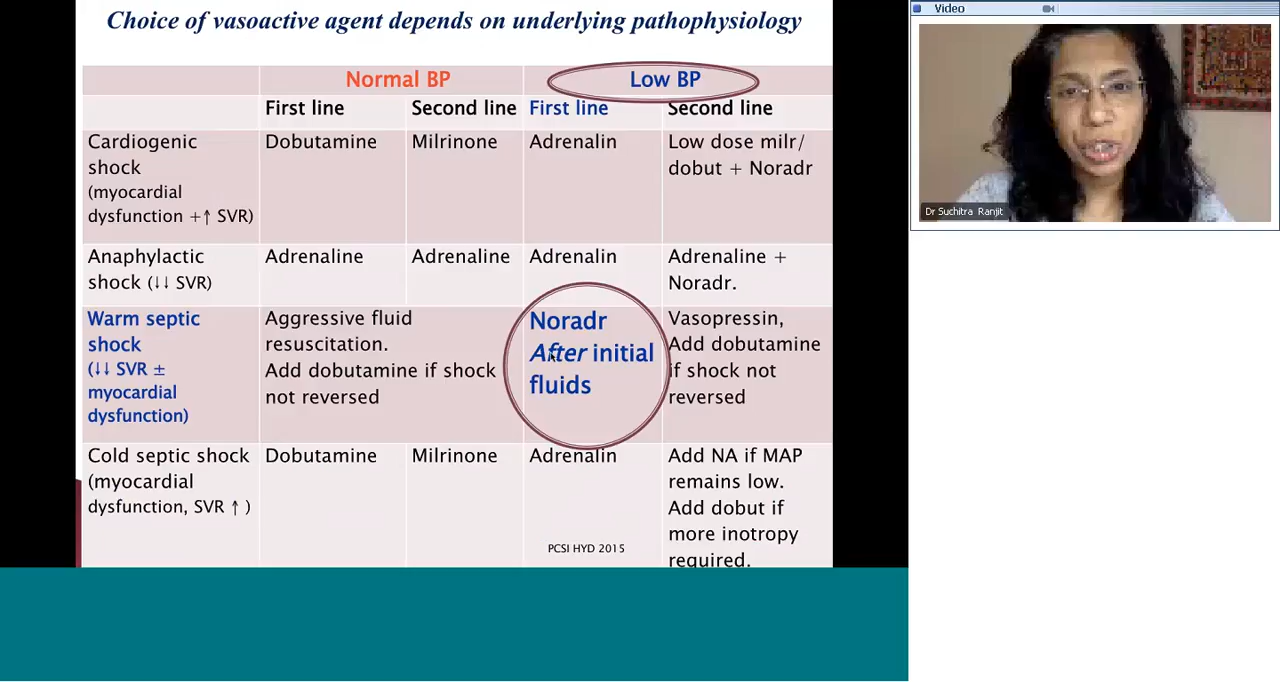 Choice of vasoactive agent depends on underlying pathophysiology
Video
Normal BP
Low BP
First line
Second line
First line
Second line
Cardiogenic
shock
(myocardial
dysfunction +↑ SVR)
Dobutamine
Milrinone
Adrenalin
Low dose milr/
dobut + Noradr
Anaphylactic
shock (↓↓ SVR)
Adrenaline
Adrenaline
Adrenalin
Adrenaline +
Noradr.
Warm septic
shock
(↓↓ SVR ±
myocardial
dysfunction)
Aggressive fluid
resuscitation.
Add dobutamine if shock
not reversed
Noradr
After initial
fluids
Vasopressin,
Add dobutamine
if shock not
reversed
Cold septic shock
(myocardial
dysfunction, SVR ↑ )
Dobutamine
Milrinone
Adrenalin
Add NA if MAP
remains low.
Add dobut if
more inotropy
required.
PCSI HYD 2015
Dr Suchitra Ranjit